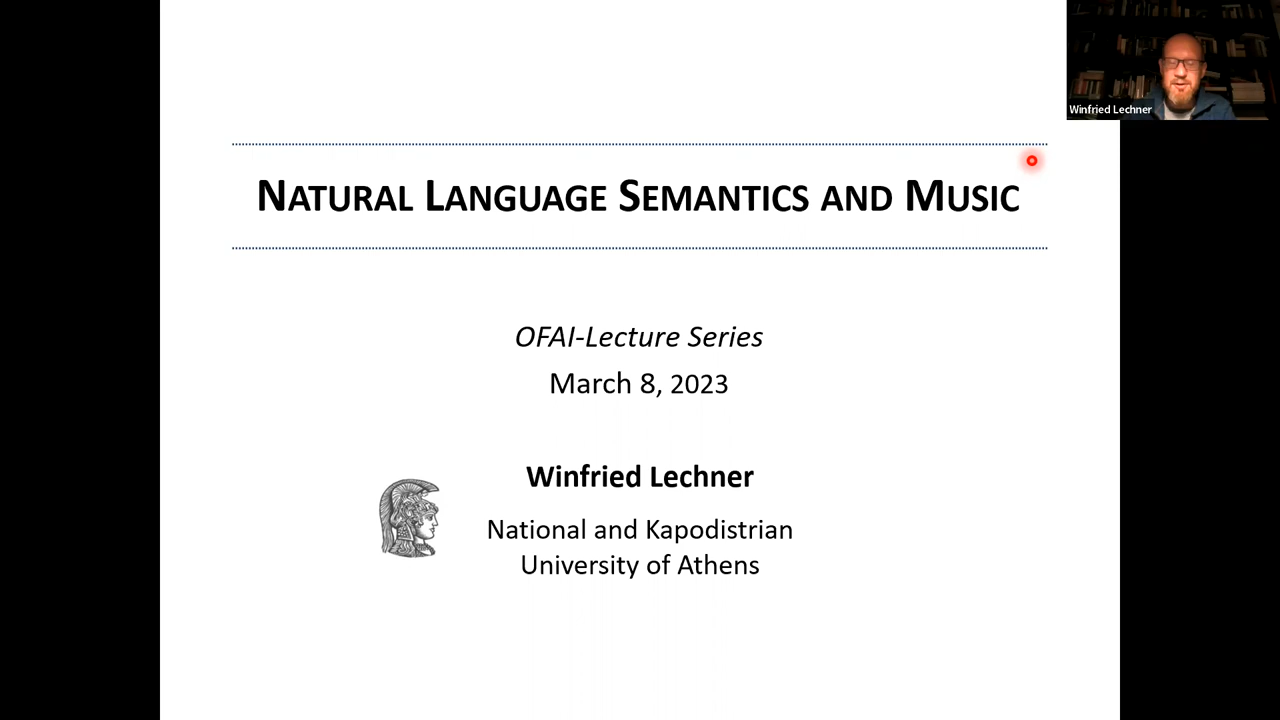 Winfried Lechner
NATURAL LANGUAGE SEMANTICS AND MUSIC
OFAI-Lecture Series
March 8, 2023
Winfried Lechner
National and Kapodistrian
University of Athens